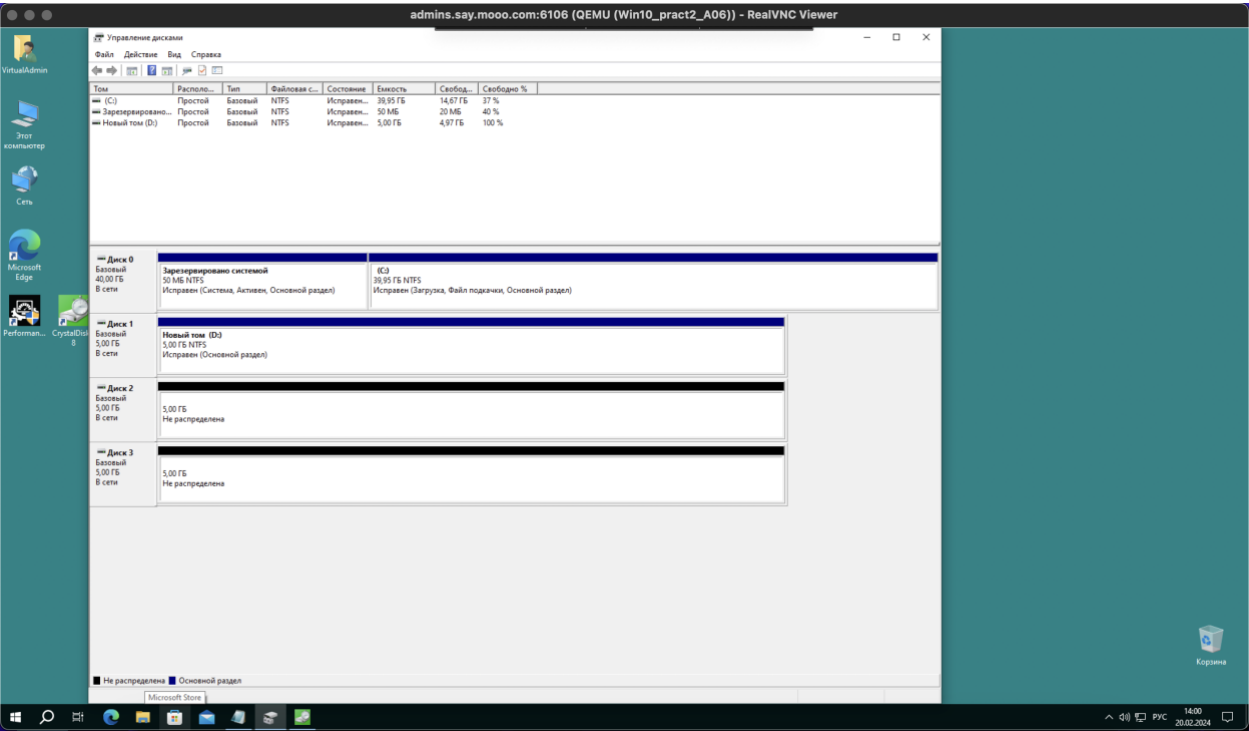 admins.say.mooo.com:6106 (QEMU (Win10_pract2_A06)) - RealVNC Viewer
VirtualAdmin
Этот
компьютер
Сеть
Microsoft
Edge
Performan...
CrystalDisk
8
Управление дисками
Файл Действие Вид Справка
Том Располо... Тип Файловая с... Состояние Емкость Свобод... Свободно %
(C:) Простой Базовый NTFS Исправен... 39,95 ГБ 14,67 ГБ 37 %
Зарезервировано... Простой Базовый NTFS Исправен... 50 МБ 20 МБ 40 %
Новый том (D:) Простой Базовый NTFS Исправен... 5,00 ГБ 4,97 ГБ 100 %
Диск 0
Базовый
40,00 ГБ
В сети
Зарезервировано системой
50 МБ NTFS
Исправен (Система, Активен, Основной раздел)
(C:)
39,95 ГБ NTFS
Исправен (Загрузка, Файл подкачки, Основной раздел)
Диск 1
Базовый
5,00 ГБ
В сети
Новый том (D:)
5,00 ГБ NTFS
Исправен (Основной раздел)
Диск 2
Базовый
5,00 ГБ
В сети
5,00 ГБ
Не распределена
Диск 3
Базовый
5,00 ГБ
В сети
5,00 ГБ
Не распределена
Не распределена Основной раздел
Microsoft Store
Корзина
РУС
14:00
20.02.2024